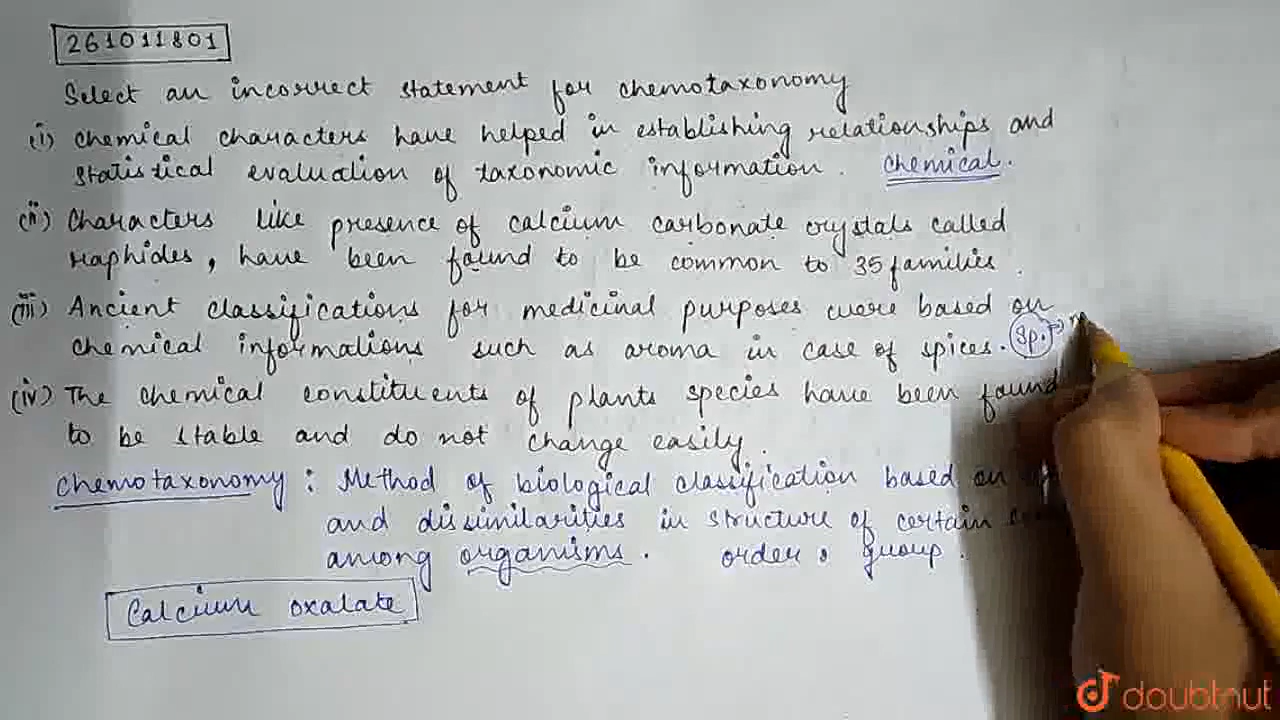 261011801
Select an incorrect statement for chemotaxonomy
(i) Chemical characters have helped in establishing relationships and
statistical evaluation of taxonomic information. Chemical.
(ii) Characters like presence of calcium carbonate crystals called
raphides, have been found to be common to 35 families.
(iii) Ancient classifications for medicinal purposes were based on
chemical informations such as aroma in case of spices. Sp.
(iv) The chemical constituents of plants species have been found
to be stable and do not change easily.
Chemotaxonomy : Method of biological classification based on
and dissimilarities in structure of certain
among organisms. order, group.
Calcium oxalate
doubtnut